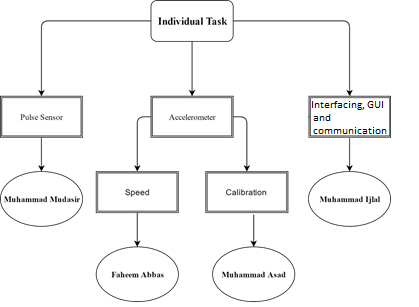 Individual Task
Pulse Sensor
Accelerometer
Interfacing, GUI
and
communication
Muhammad Mudasir
Speed
Calibration
Muhammad Ijlal
Faheem Abbas
Muhammad Asad